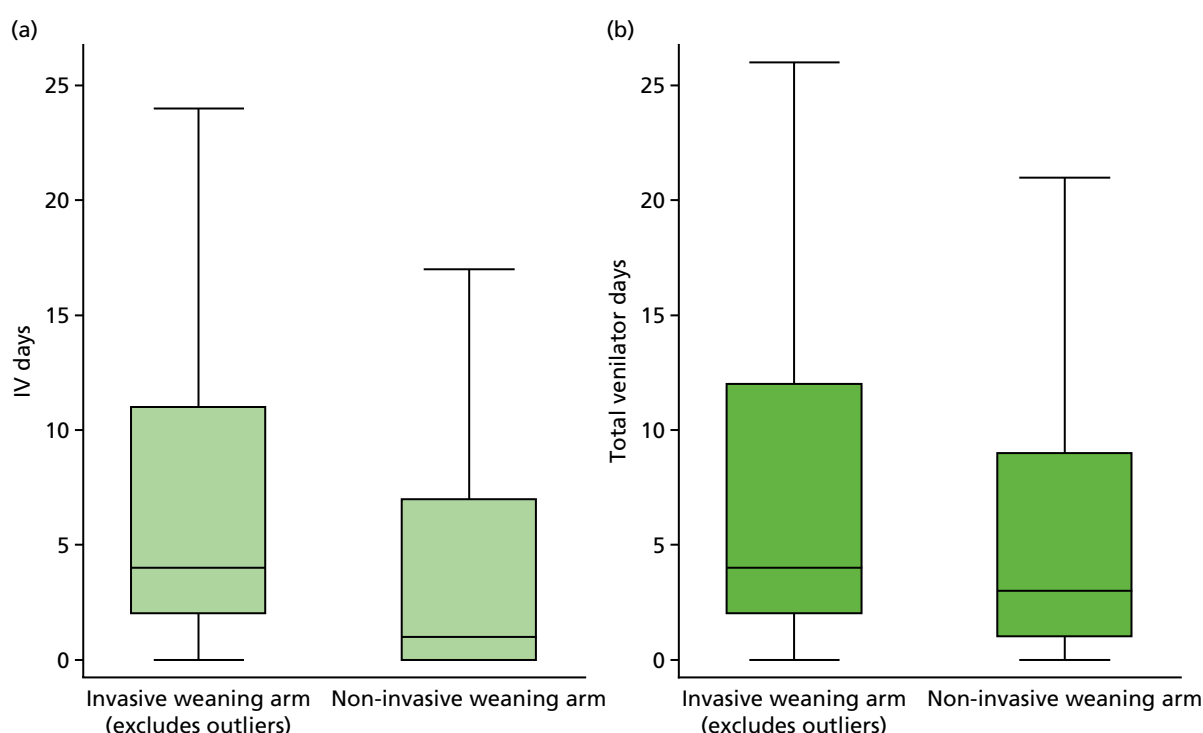 (a)
25
20
15
10
5
0
IV days
Invasive weaning arm
(excludes outliers)
Non-invasive weaning arm
(b)
25
20
15
10
5
0
Total venilator days
Invasive weaning arm
(excludes outliers)
Non-invasive weaning arm